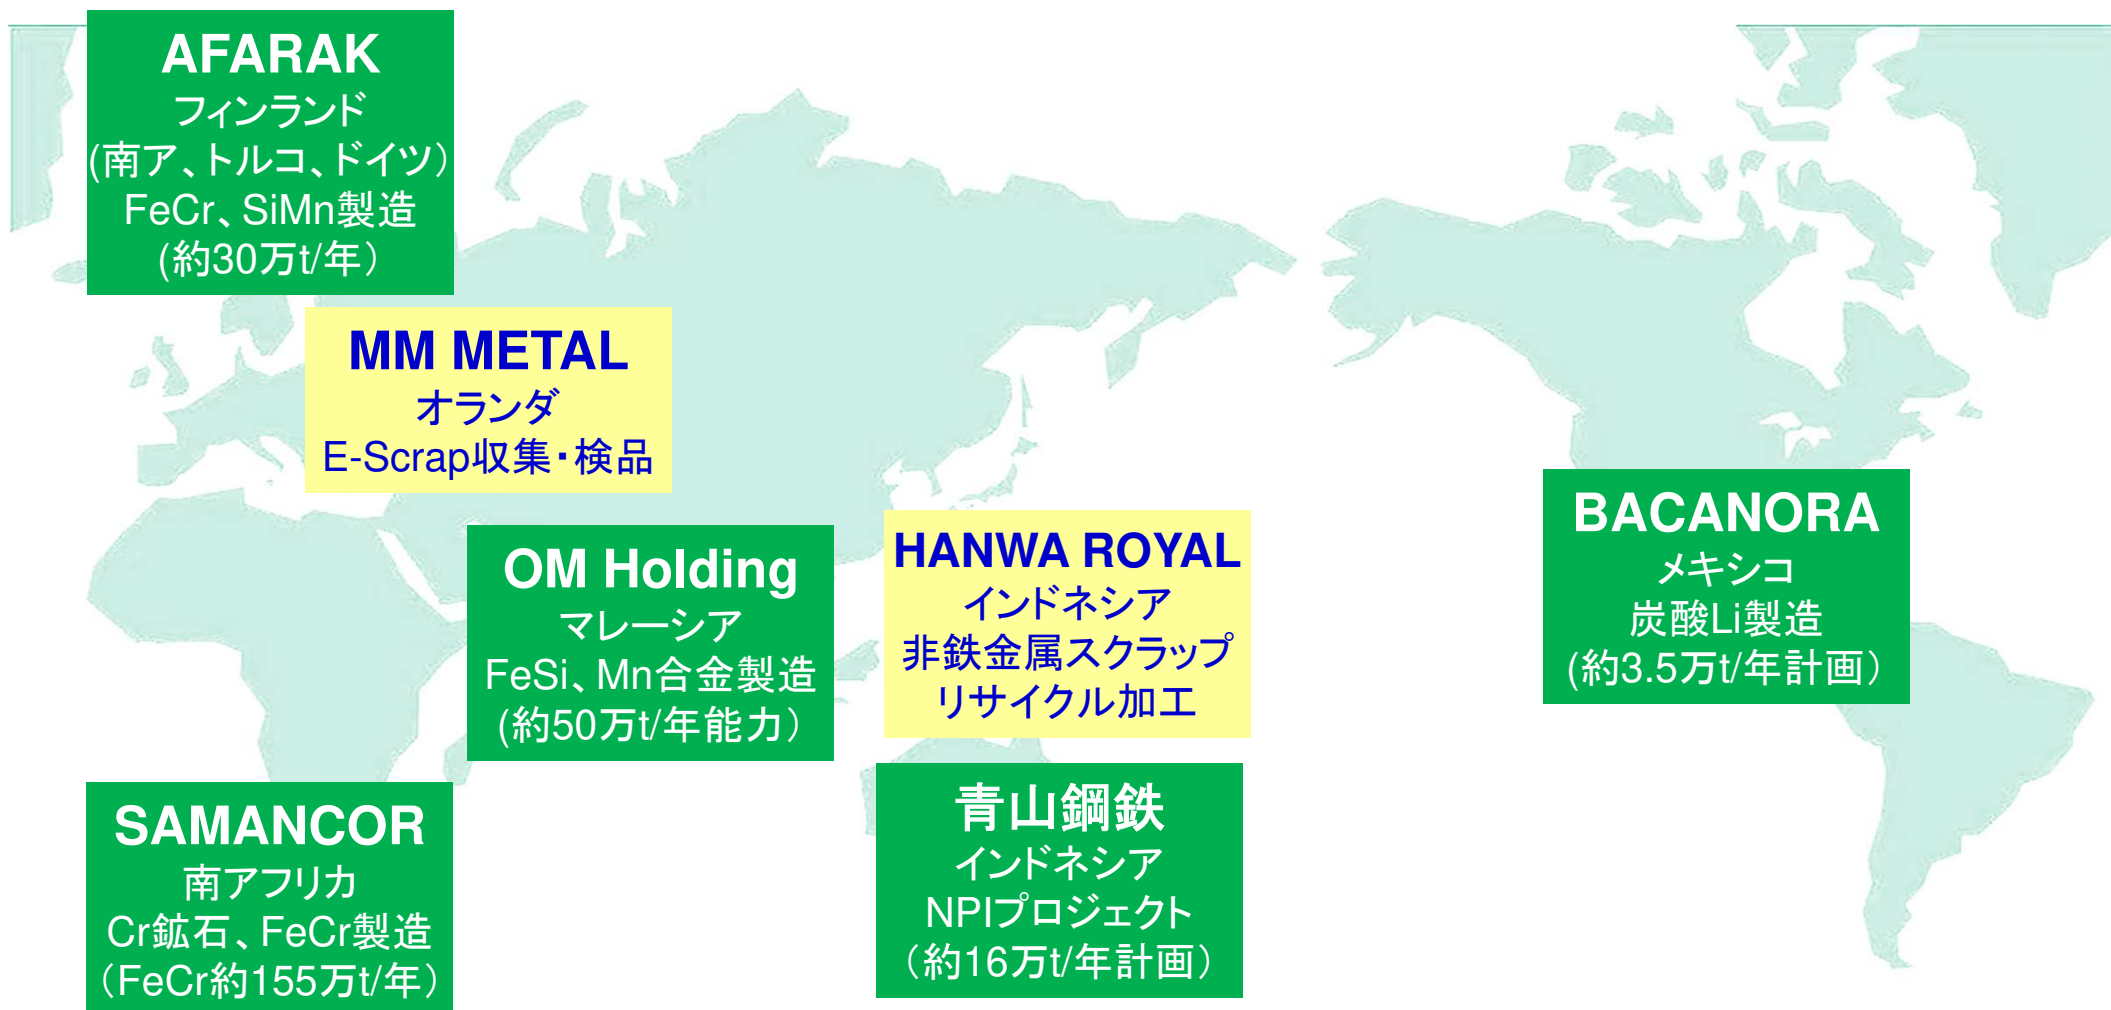 AFARAK
フィンランド
(南ア、トルコ、ドイツ）
FeCr、SiMn製造
(約30万t/年）
MM METAL
オランダ
E-Scrap収集・検品
OM Holding
マレーシア
FeSi、Mn合金製造
(約50万t/年能力）
HANWA ROYAL
インドネシア
非鉄金属スクラップ
リサイクル加工
BACANORA
メキシコ
炭酸Li製造
(約3.5万t/年計画）
SAMANCOR
南アフリカ
Cr鉱石、FeCr製造
（FeCr約155万t/年）
青山鋼鉄
インドネシア
NPIプロジェクト
（約16万t/年計画）